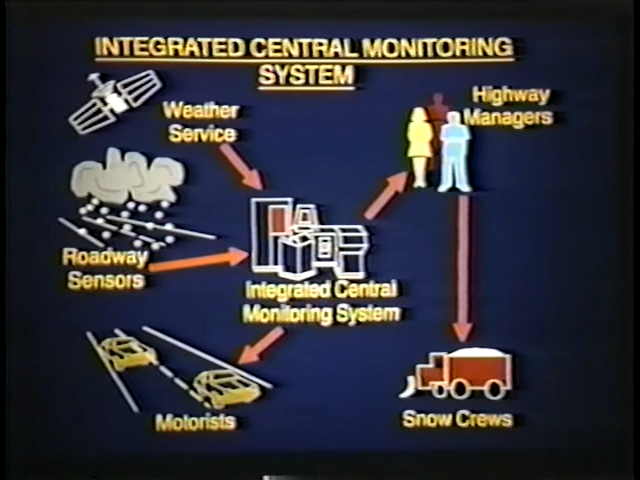 INTEGRATED CENTRAL MONITORING
SYSTEM
Weather
Service
Highway
Managers
Roadway
Sensors
Integrated Central
Monitoring System
Motorists
Snow Crews